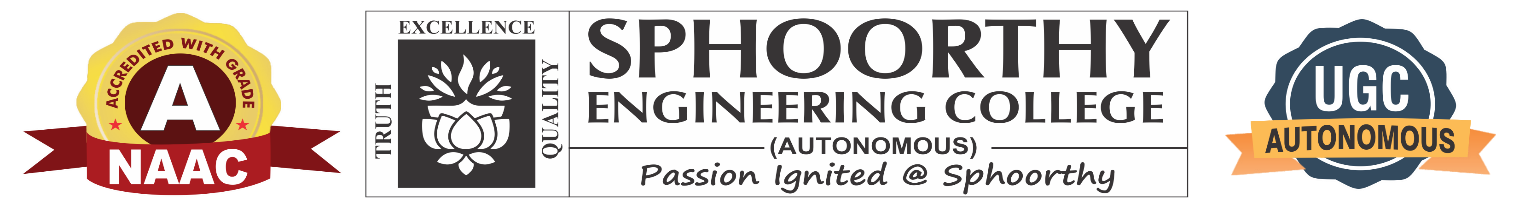 ACCREDITED WITH GRADE
A
NAAC
EXCELLENCE
TRUTH
QUALITY
SPHOORTHY
ENGINEERING COLLEGE
(AUTONOMOUS)
Passion Ignited @ Sphoorthy
UGC
AUTONOMOUS